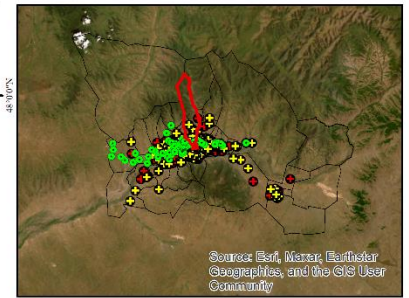 48°0'0"N
Source: Esri, Maxar, Earthstar
Geographics, and the GIS User
Community